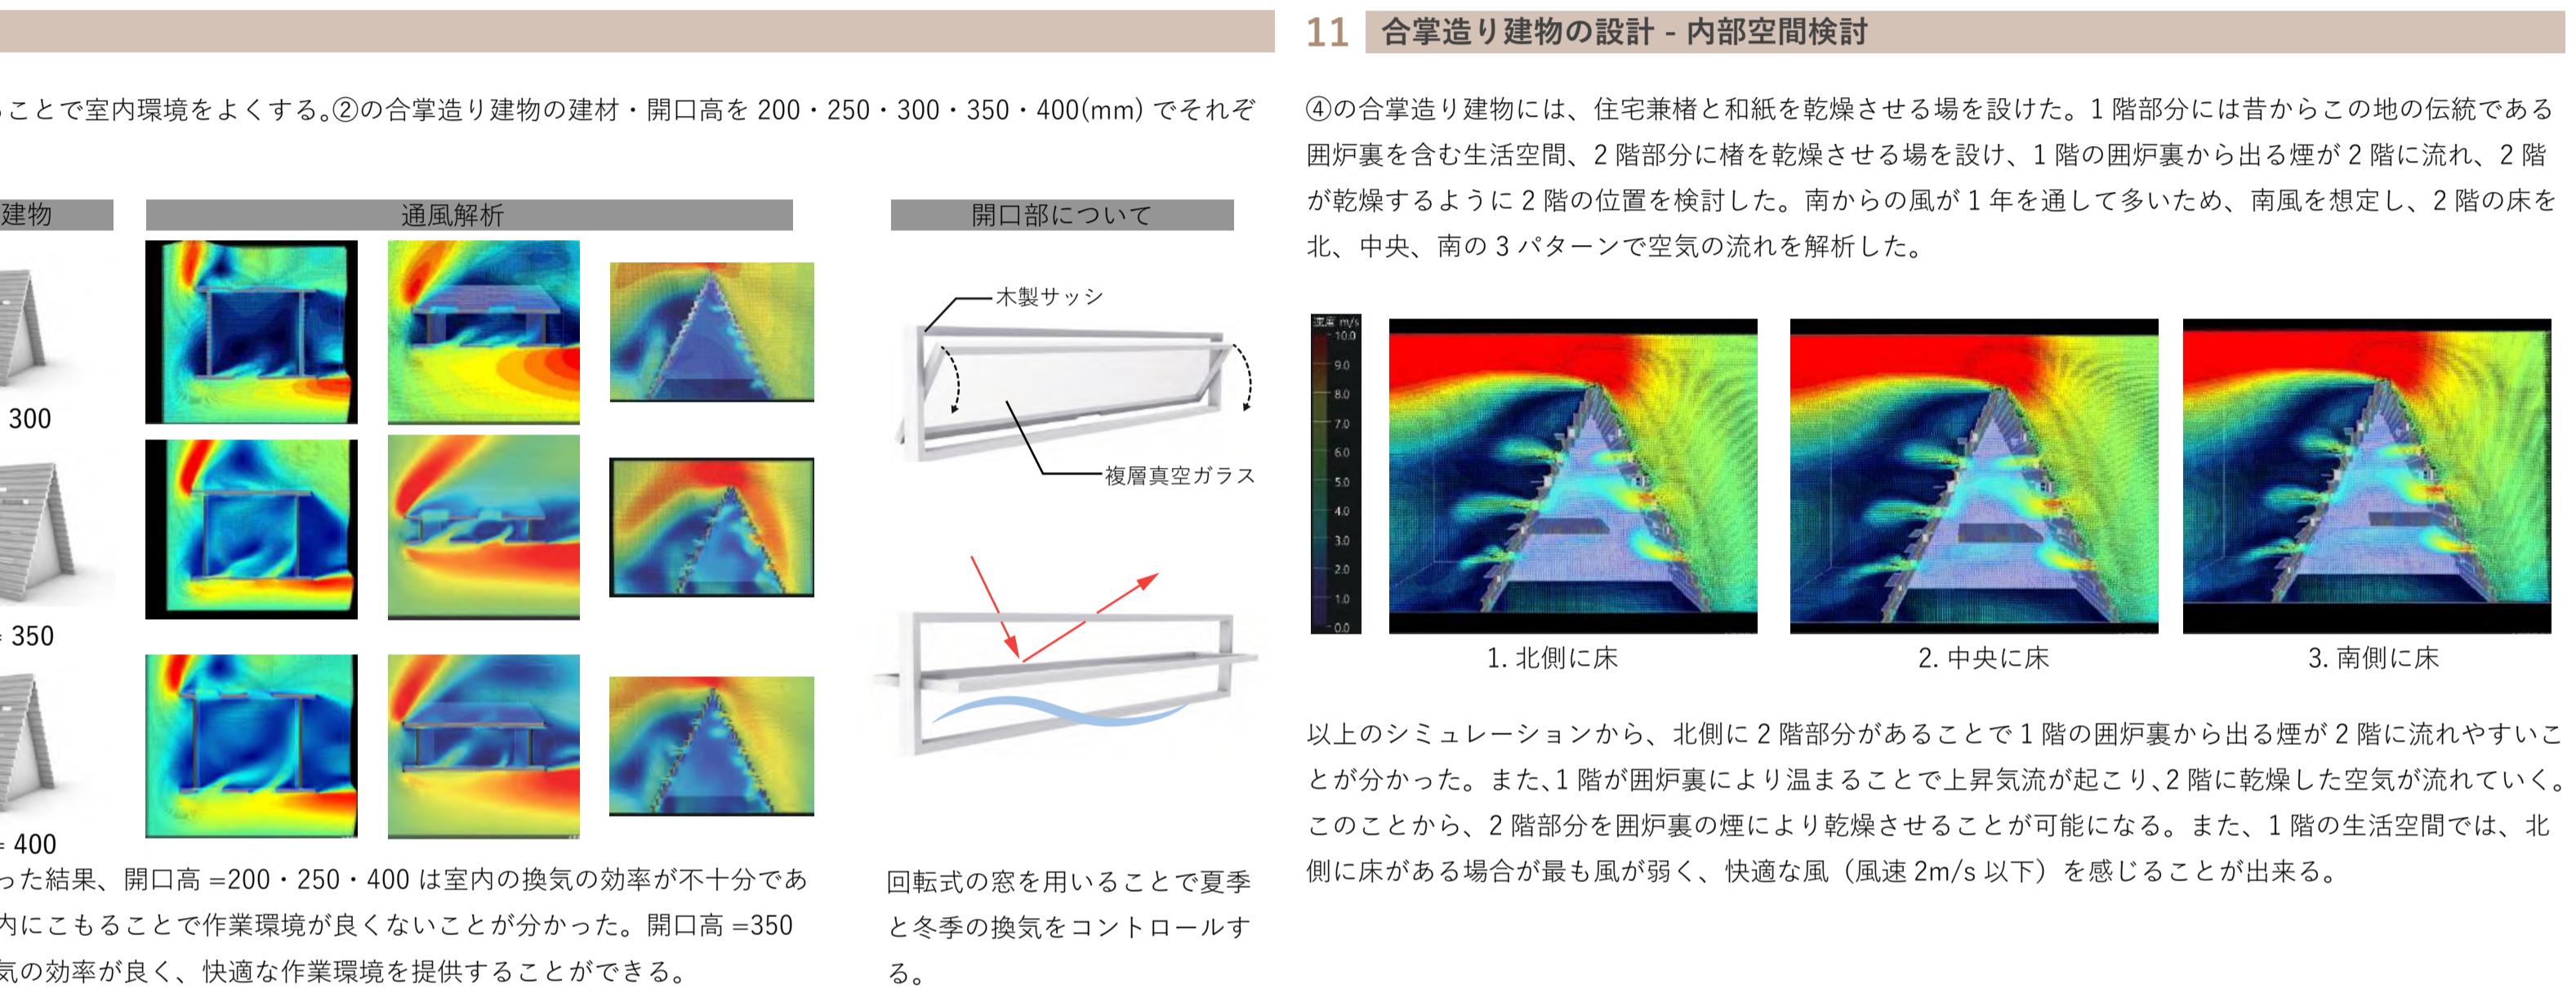 ることで室内環境をよくする。②の合掌造り建物の建材・開口高を 200・250・300・350・400(mm) でそれぞ
建物
通風解析
開口部について
300
= 350
= 400
木製サッシ
複層真空ガラス
った結果、開口高 =200・250・400 は室内の換気の効率が不十分であ
内にこもることで作業環境が良くないことが分かった。開口高 =350
気の効率が良く、快適な作業環境を提供することができる。
回転式の窓を用いることで夏季
と冬季の換気をコントロールす
る。
11 合掌造り建物の設計 - 内部空間検討
④の合掌造り建物には、住宅兼楮と和紙を乾燥させる場を設けた。1 階部分には昔からこの地の伝統である
囲炉裏を含む生活空間、2 階部分に楮を乾燥させる場を設け、1 階の囲炉裏から出る煙が 2 階に流れ、2 階
が乾燥するように 2 階の位置を検討した。南からの風が 1 年を通して多いため、南風を想定し、2 階の床を
北、中央、南の 3 パターンで空気の流れを解析した。
速度 m/s
10.0
9.0
8.0
7.0
6.0
5.0
4.0
3.0
2.0
1.0
0.0
1. 北側に床
2. 中央に床
3. 南側に床
以上のシミュレーションから、北側に 2 階部分があることで 1 階の囲炉裏から出る煙が 2 階に流れやすいこ
とが分かった。また、1 階が囲炉裏により温まることで上昇気流が起こり、2 階に乾燥した空気が流れていく。
このことから、2 階部分を囲炉裏の煙により乾燥させることが可能になる。また、1 階の生活空間では、北
側に床がある場合が最も風が弱く、快適な風（風速 2m/s 以下）を感じることが出来る。